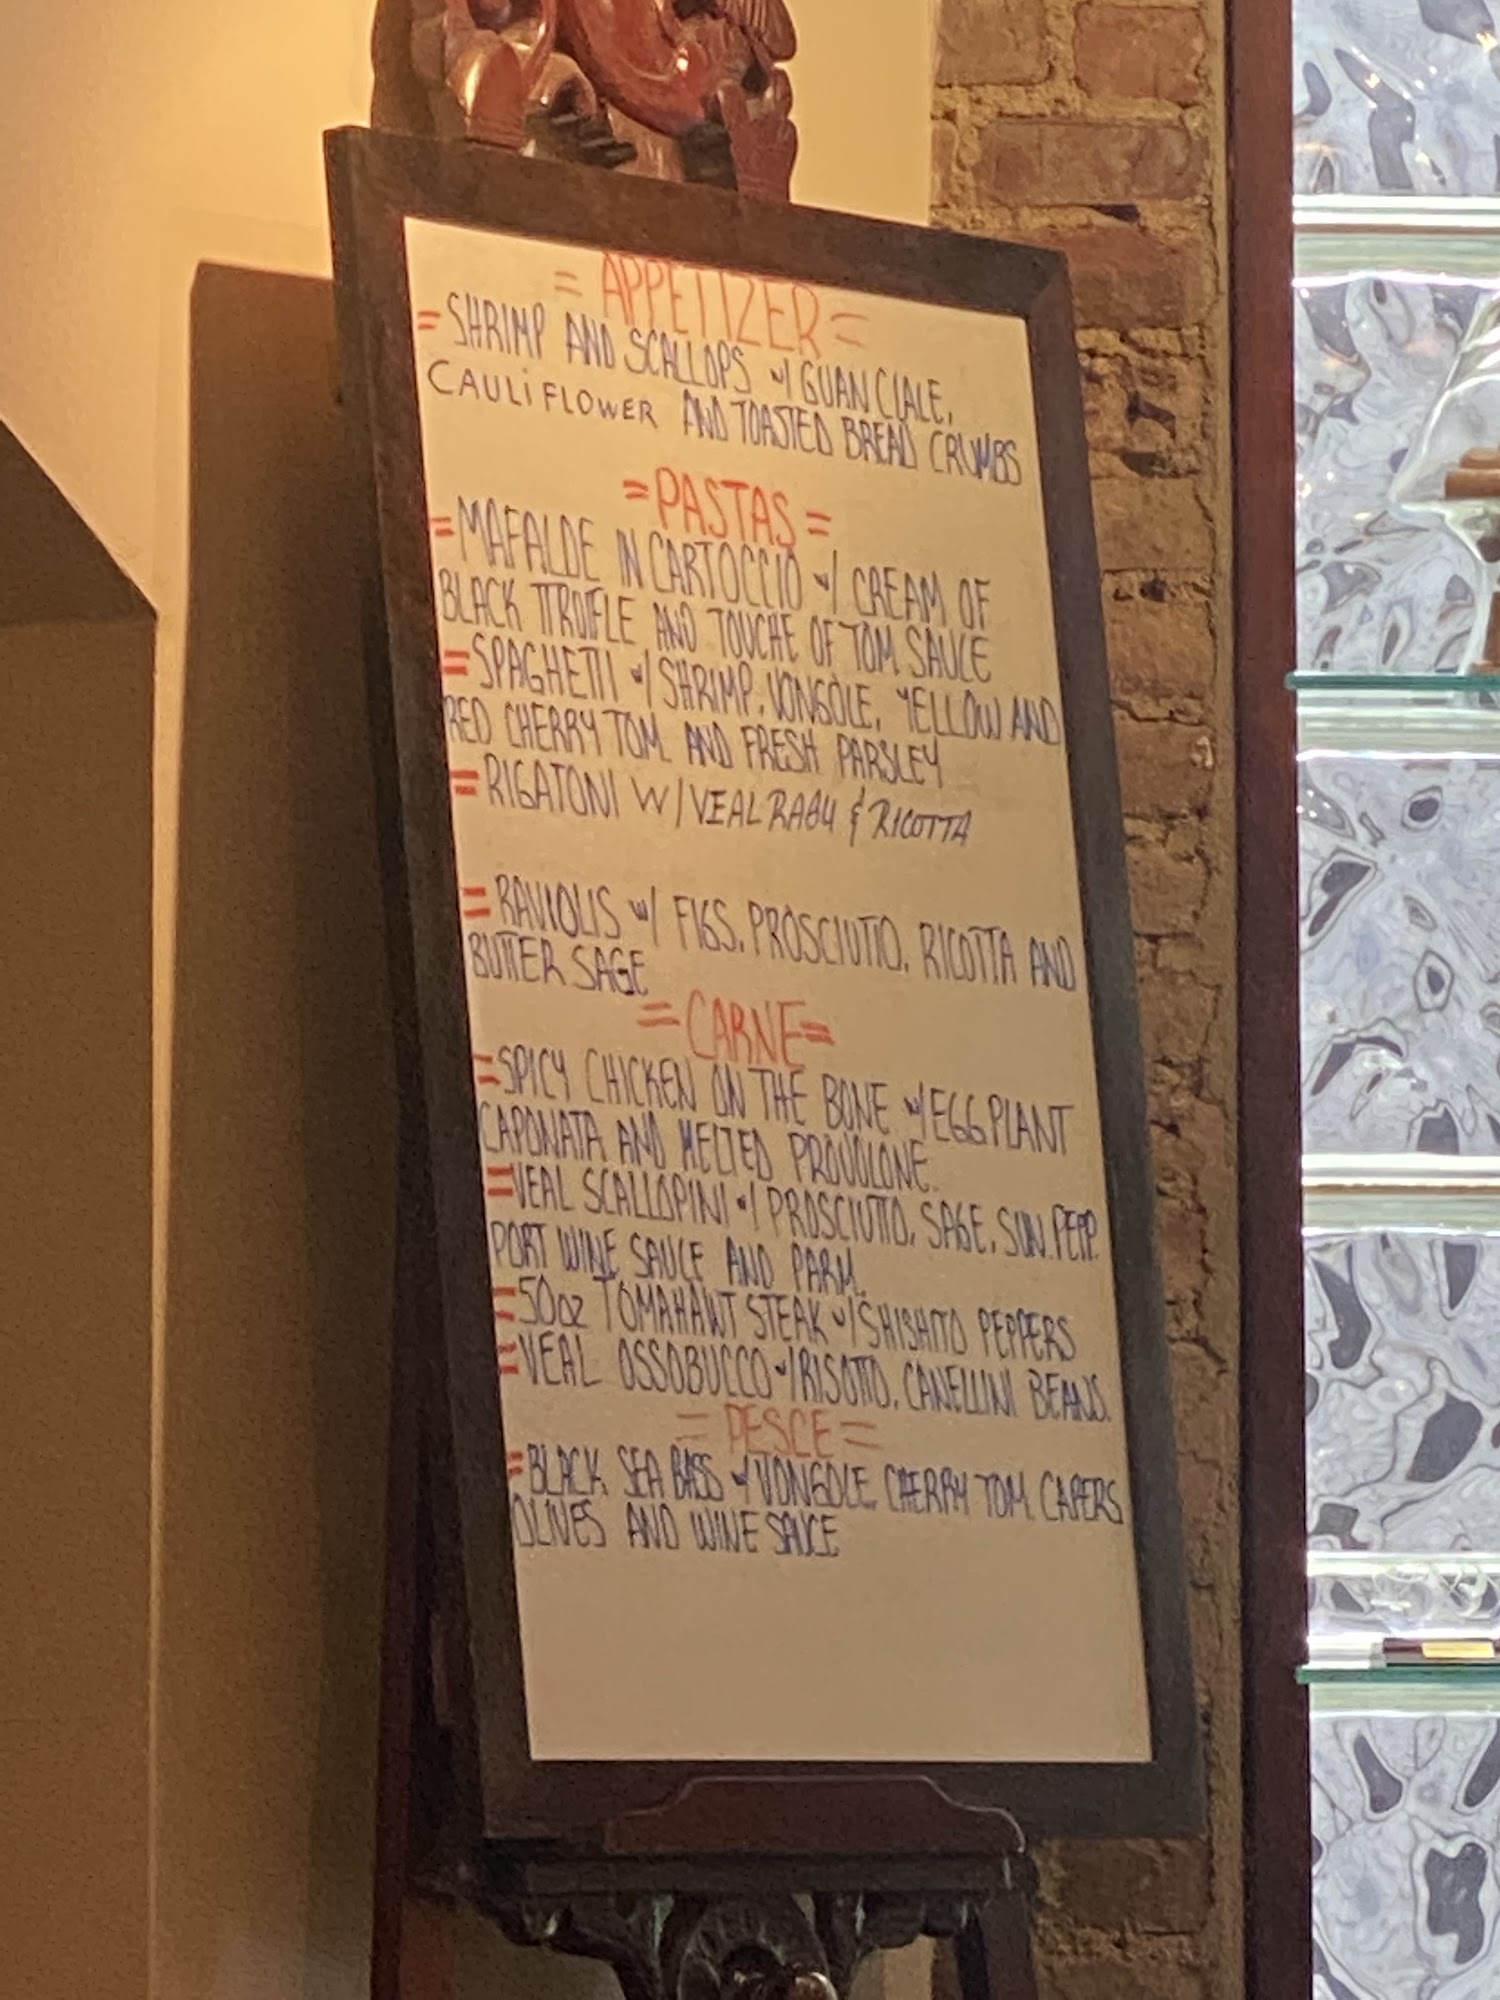 = APPETIZER =
= SHRIMP AND SCALLOPS w/ GUANCIALE,
CAULiFLOWER AND TOASTED BREAD CRUMBS
= PASTAS =
= MAFALDE IN CARTOCCIO w/ CREAM OF
BLACK TTRUFLE AND TOUCHE OF TOM. SAUCE
= SPAGHETTI w/ SHRIMP, VONGOLE, YELLOW AND
RED CHERRY TOM. AND FRESH PARSLEY
= RIGATONI W/ VEAL RAGU & RICOTTA
= RAVIOLIS w/ FIGS, PROSCIUTTO, RICOTTA AND
BUTTER SAGE
= CARNE =
= SPICY CHICKEN ON THE BONE w/ EGGPLANT
CAPONATA AND MELTED PROVOLONE.
= VEAL SCALLOPINI w/ PROSCIUTTO, SAGE, SUN. PEPP.
PORT WINE SAUCE AND PARM.
= 50oz TOMAHAWT STEAK w/ SHISHITO PEPPERS
= VEAL OSSOBUCCO w/ RISOTTO, CANELLINI BEANS.
= PESCE =
= BLACK SEA BASS w/ VONGOLE, CHERRY TOM. CAPERS
OLIVES AND WINE SAUCE